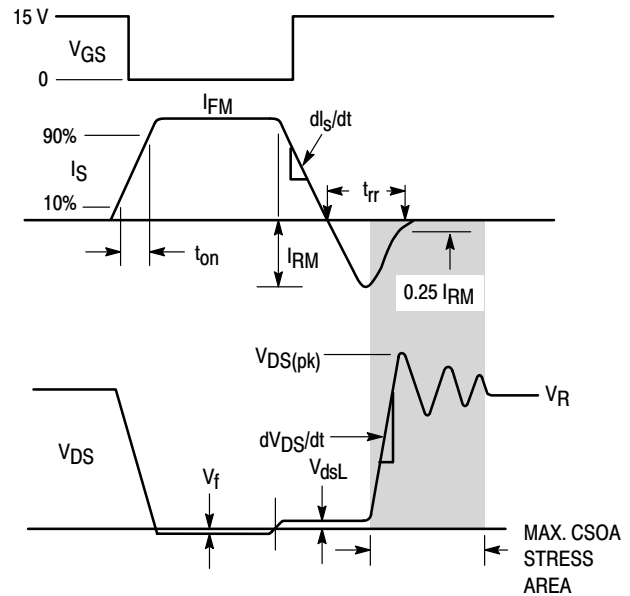 15 V
VGS
0
IFM
90%
dIS/dt
IS
trr
10%
ton
IRM
0.25 IRM
VDS(pk)
VR
dVDS/dt
VDS
Vf
VdsL
MAX. CSOA
STRESS
AREA